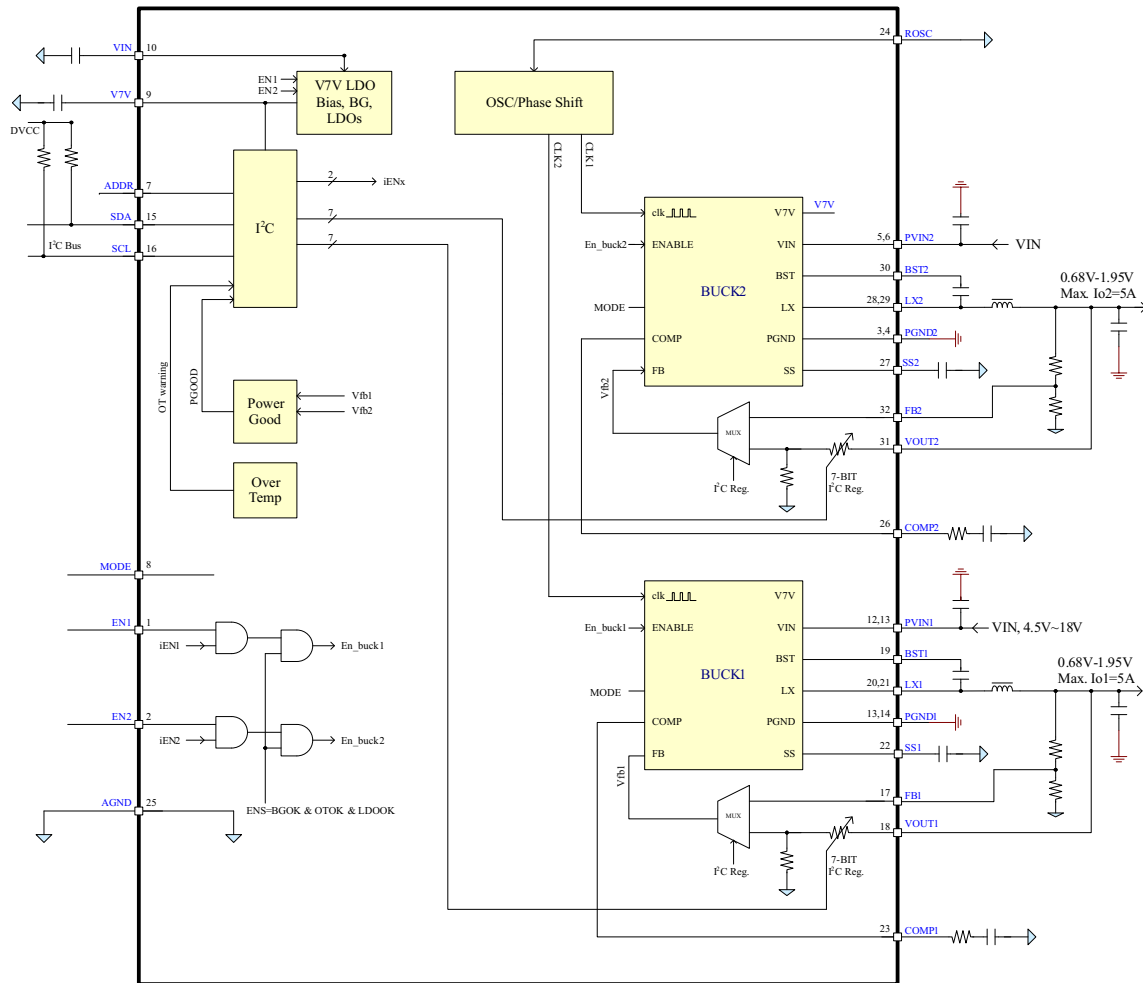 24
ROSC
VIN
10
V7V
9
EN1
EN2
V7V LDO
Bias, BG,
LDOs
OSC/Phase Shift
DVCC
CLK2
CLK1
ADDR
7
SDA
15
I²C Bus
SCL
16
I²C
2
iENx
7
7
OT warning
PGOOD
Power
Good
Vfb1
Vfb2
Over
Temp
clk
V7V
V7V
En_buck2
ENABLE
VIN
5,6
PVIN2
VIN
BST
30
BST2
BUCK2
MODE
LX
28,29
LX2
0.68V-1.95V
Max. Io2=5A
COMP
PGND
3,4
PGND2
FB
SS
27
SS2
Vfb2
MUX
32
FB2
31
VOUT2
I²C Reg.
7-BIT
I²C Reg.
26
COMP2
MODE
8
EN1
1
iEN1
En_buck1
EN2
2
iEN2
En_buck2
ENS=BGOK & OTOK & LDOOK
AGND
25
clk
V7V
En_buck1
ENABLE
VIN
12,13
PVIN1
VIN, 4.5V~18V
BST
19
BST1
BUCK1
MODE
LX
20,21
LX1
0.68V-1.95V
Max. Io1=5A
COMP
PGND
13,14
PGND1
FB
SS
22
SS1
Vfb1
MUX
17
FB1
18
VOUT1
I²C Reg.
7-BIT
I²C Reg.
23
COMP1